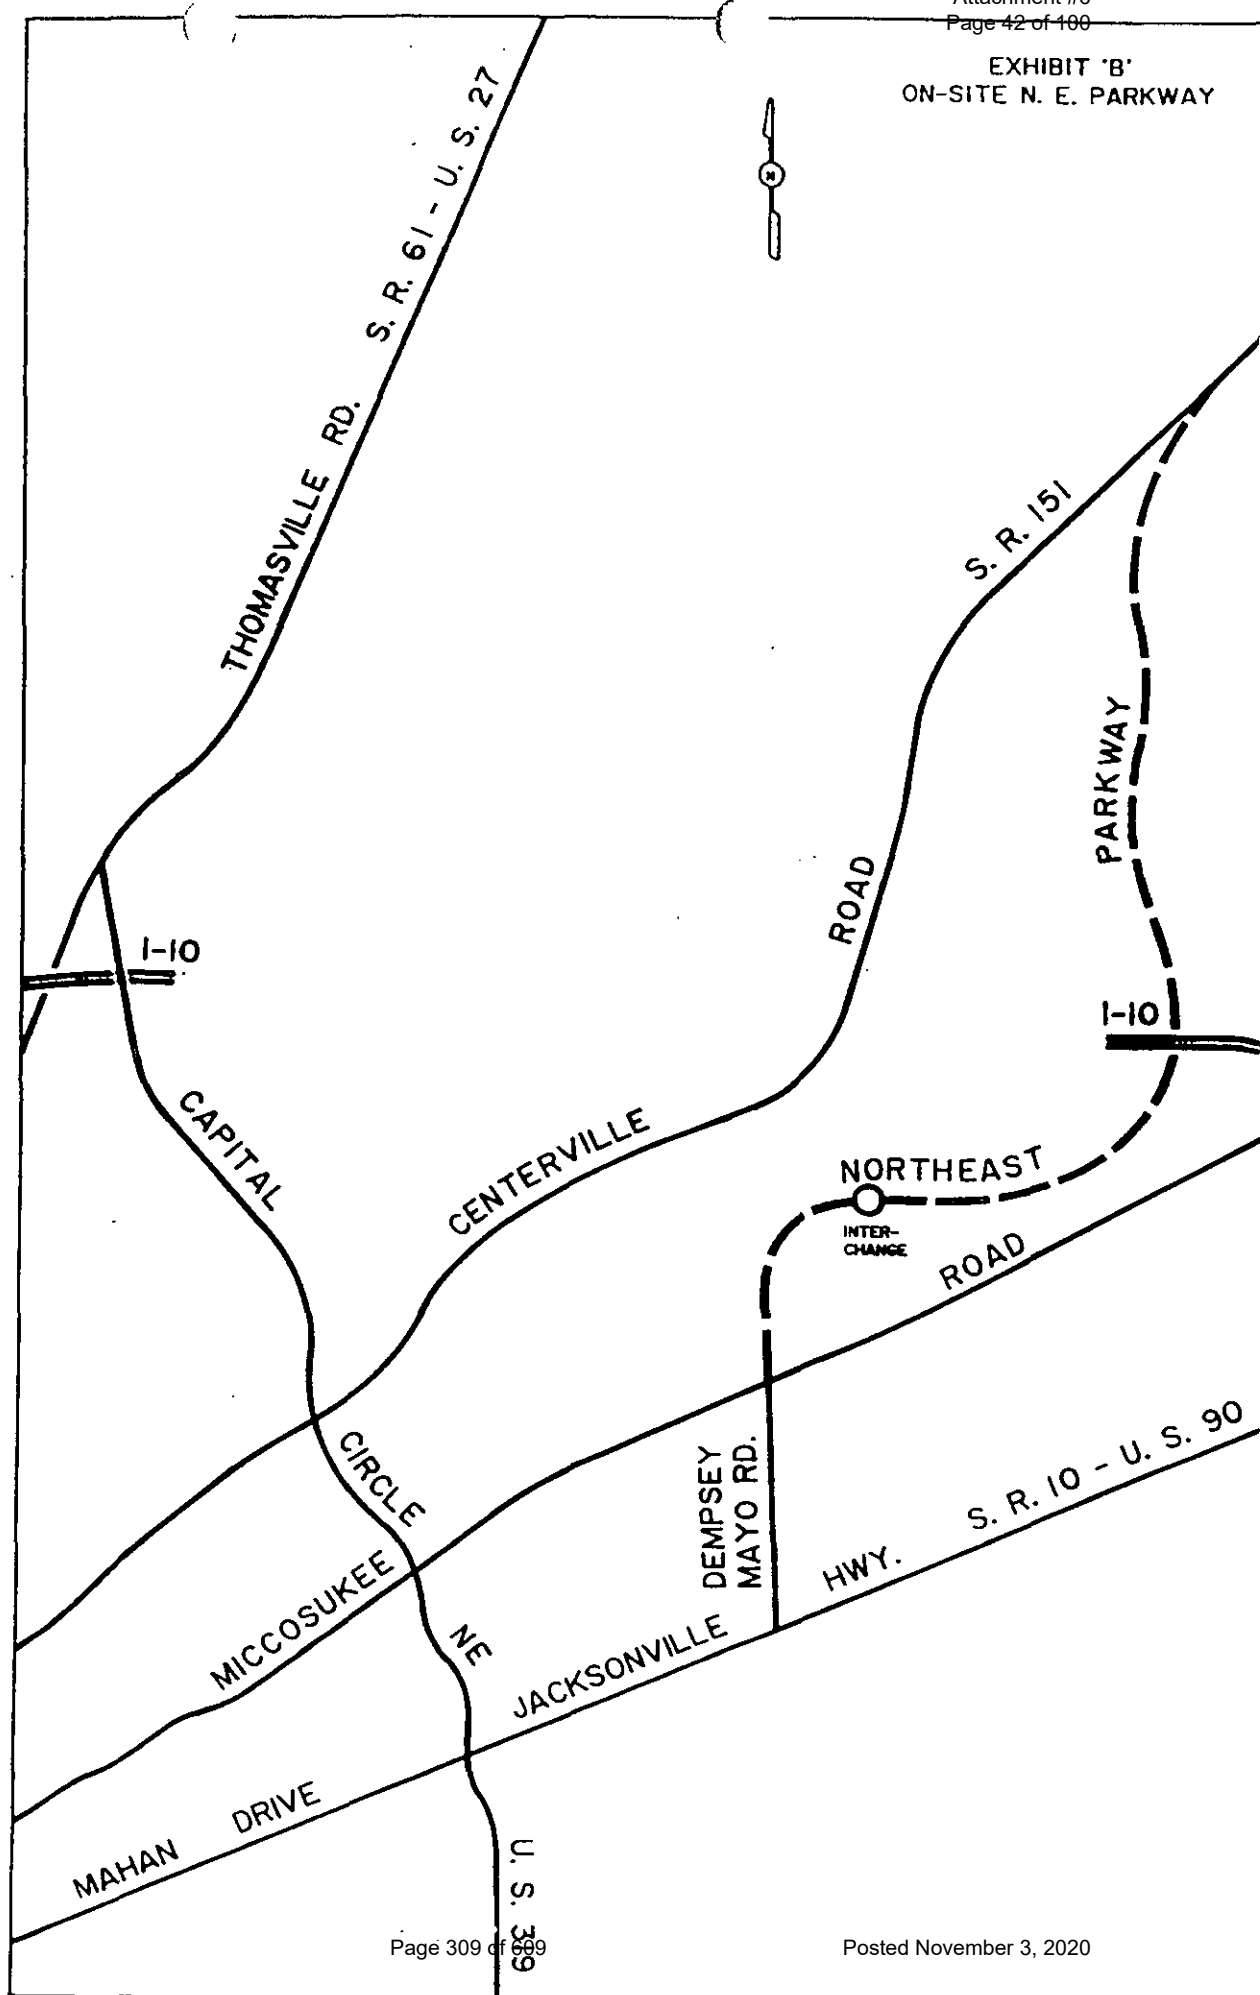 Attachment #6
Page 42 of 100
EXHIBIT 'B'
ON-SITE N. E. PARKWAY
S. R. 61 - U. S. 27
THOMASVILLE RD.
S. R. 151
PARKWAY
ROAD
I-10
I-10
CAPITAL
CENTERVILLE
NORTHEAST
INTER-
CHANGE
ROAD
CIRCLE
DEMPSEY
MAYO RD.
S. R. 10 - U. S. 90
HWY.
MICCOSUKEE
NE
JACKSONVILLE
MAHAN DRIVE
U. S. 319
Page 309 of 609
Posted November 3, 2020